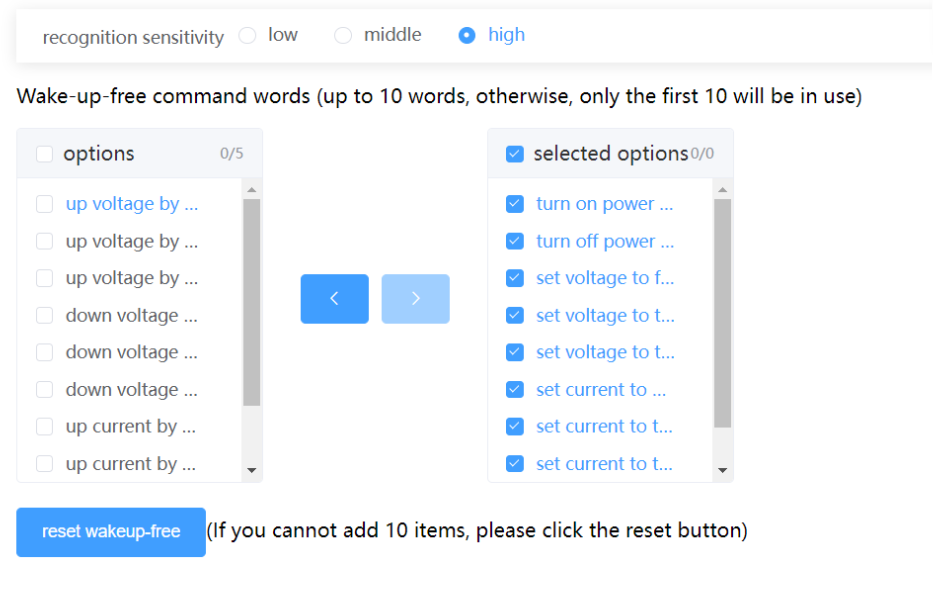 recognition sensitivity low middle high
Wake-up-free command words (up to 10 words, otherwise, only the first 10 will be in use)
options 0/5
up voltage by ...
up voltage by ...
up voltage by ...
down voltage ...
down voltage ...
down voltage ...
up current by ...
up current by ...
selected options 0/0
turn on power ...
turn off power ...
set voltage to f...
set voltage to t...
set voltage to t...
set current to ...
set current to t...
set current to t...
reset wakeup-free (If you cannot add 10 items, please click the reset button)